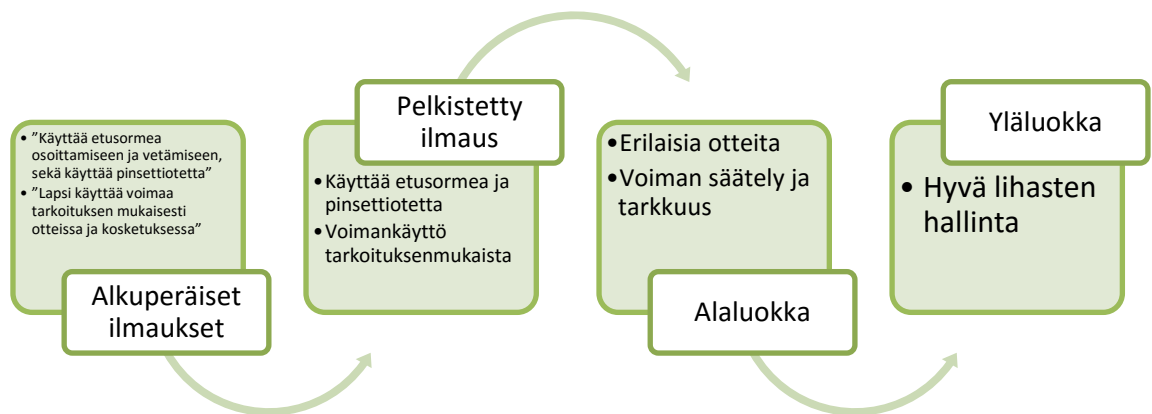 • ”Käyttää etusormea
osoittamiseen ja vetämiseen,
sekä käyttää pinsettiotetta”
• ”Lapsi käyttää voimaa
tarkoituksen mukaisesti
otteissa ja kosketuksessa”
Alkuperäiset
ilmaukset
Pelkistetty
ilmaus
•Käyttää etusormea ja
pinsettiotetta
•Voimankäyttö
tarkoituksenmukaista
•Erilaisia otteita
•Voiman säätely ja
tarkkuus
Alaluokka
Yläluokka
• Hyvä lihasten
hallinta